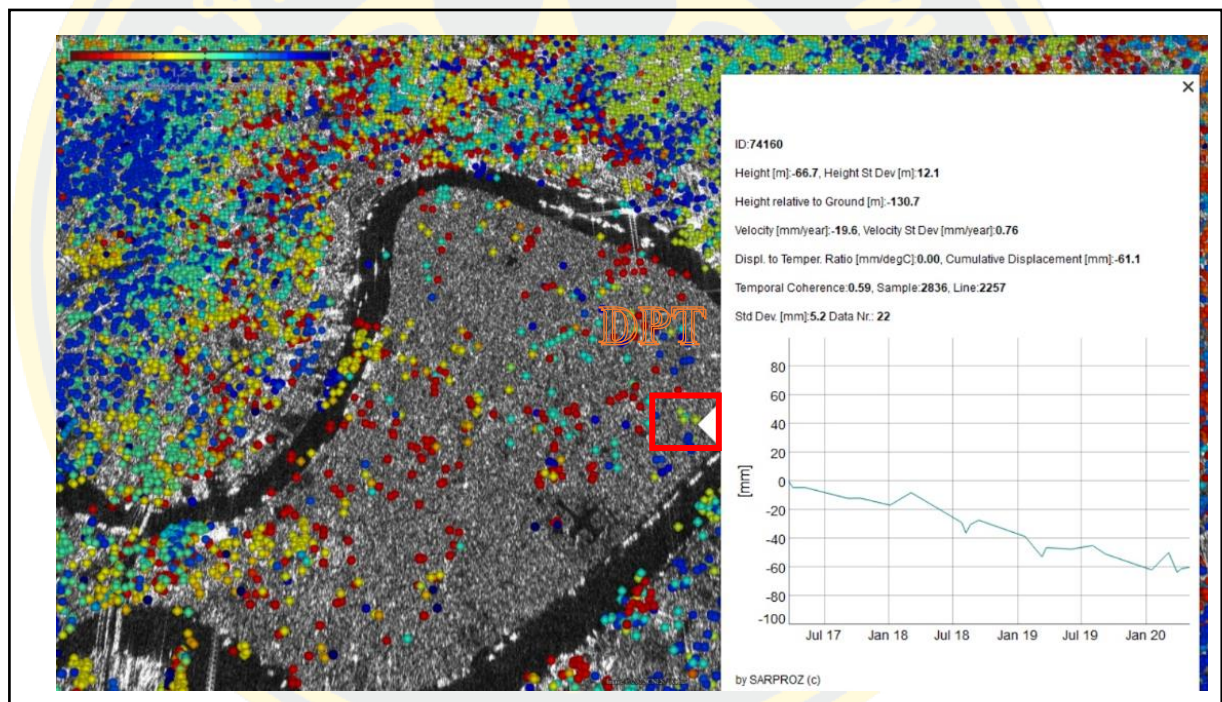 ×
ID:74160
Height [m]:-66.7, Height St Dev [m]:12.1
Height relative to Ground [m]:-130.7
Velocity [mm/year]:-19.6, Velocity St Dev [mm/year]:0.76
Displ. to Temper. Ratio [mm/degC]:0.00, Cumulative Displacement [mm]:-61.1
Temporal Coherence:0.59, Sample:2836, Line:2257
Std Dev. [mm]:5.2 Data Nr.: 22
DPT
80
60
40
20
0
-20
-40
-60
-80
-100
[mm]
Jul 17 Jan 18 Jul 18 Jan 19 Jul 19 Jan 20
by SARPROZ (c)